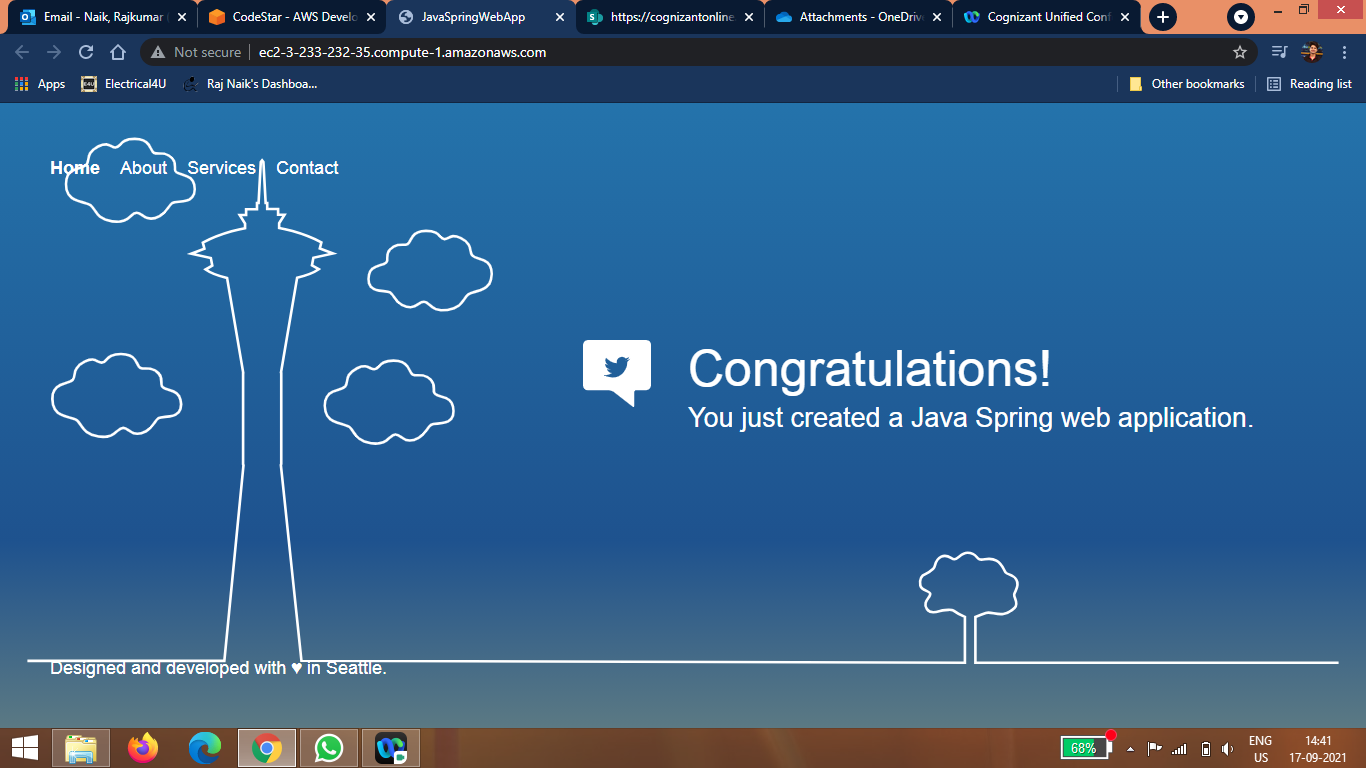 Email - Naik, Rajkumar
CodeStar - AWS Develo
JavaSpringWebApp
https://cognizantonline
Attachments - OneDriv
Cognizant Unified Conf
Not secure
ec2-3-233-232-35.compute-1.amazonaws.com
Apps
Electrical4U
Raj Naik's Dashboa...
Other bookmarks
Reading list
Home About Services Contact
Congratulations!
You just created a Java Spring web application.
Designed and developed with ♥ in Seattle.
68%
ENG
US
14:41
17-09-2021